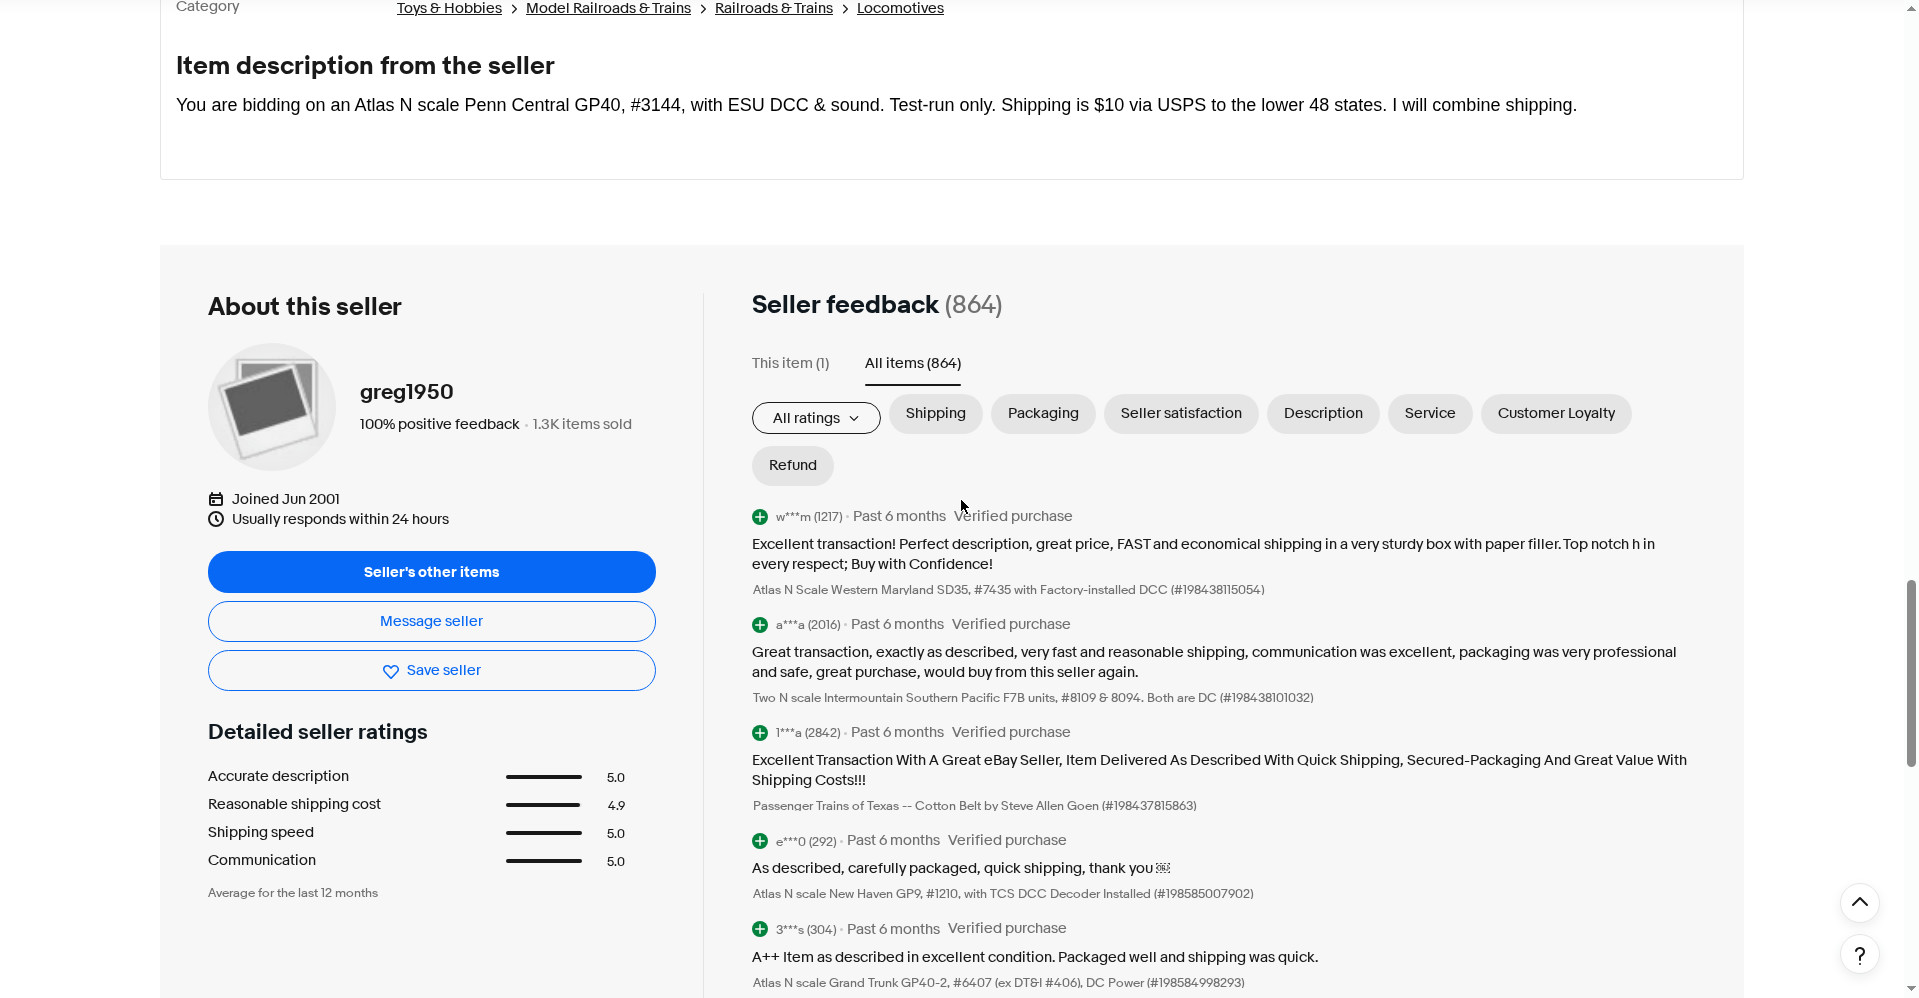 Category Toys & Hobbies > Model Railroads & Trains > Railroads & Trains > Locomotives
Item description from the seller
You are bidding on an Atlas N scale Penn Central GP40, #3144, with ESU DCC & sound. Test-run only. Shipping is $10 via USPS to the lower 48 states. I will combine shipping.
About this seller
greg1950
100% positive feedback • 1.3K items sold
Joined Jun 2001
Usually responds within 24 hours
Seller's other items
Message seller
Save seller
Detailed seller ratings
Accurate description 5.0
Reasonable shipping cost 4.9
Shipping speed 5.0
Communication 5.0
Average for the last 12 months
Seller feedback (864)
This item (1) All items (864)
All ratings Shipping Packaging Seller satisfaction Description Service Customer Loyalty
Refund
w***m (1217) • Past 6 months Verified purchase
Excellent transaction! Perfect description, great price, FAST and economical shipping in a very sturdy box with paper filler. Top notch h in
every respect; Buy with Confidence!
Atlas N Scale Western Maryland SD35, #7435 with Factory-installed DCC (#198438115054)
a***a (2016) • Past 6 months Verified purchase
Great transaction, exactly as described, very fast and reasonable shipping, communication was excellent, packaging was very professional
and safe, great purchase, would buy from this seller again.
Two N scale Intermountain Southern Pacific F7B units, #8109 & 8094. Both are DC (#198438101032)
1***a (2842) • Past 6 months Verified purchase
Excellent Transaction With A Great eBay Seller, Item Delivered As Described With Quick Shipping, Secured-Packaging And Great Value With
Shipping Costs!!!
Passenger Trains of Texas -- Cotton Belt by Steve Allen Goen (#198437815863)
e***0 (292) • Past 6 months Verified purchase
As described, carefully packaged, quick shipping, thank you ￼
Atlas N scale New Haven GP9, #1210, with TCS DCC Decoder Installed (#198585007902)
3***s (304) • Past 6 months Verified purchase
A++ Item as described in excellent condition. Packaged well and shipping was quick.
Atlas N scale Grand Trunk GP40-2, #6407 (ex DT&I #406), DC Power (#198584998293)
?